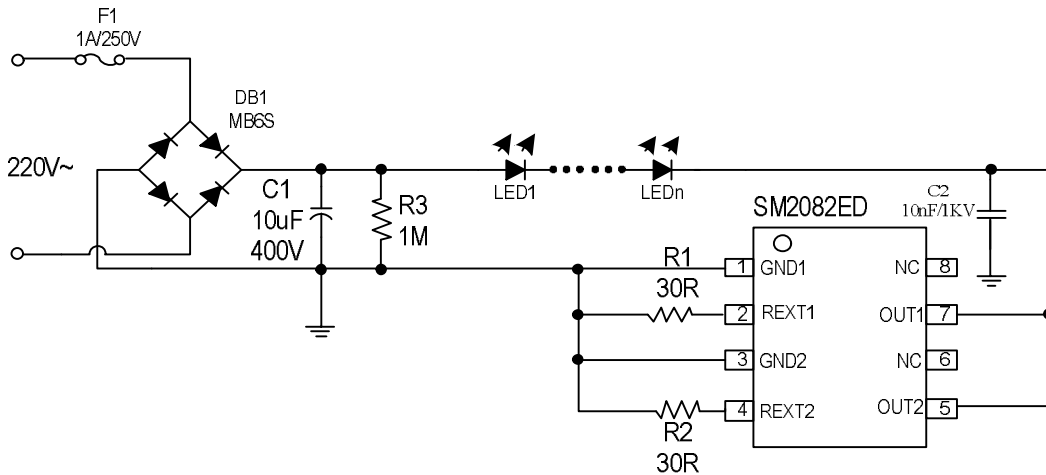 F1
1A/250V
DB1
MB6S
220V~
C1
10uF
400V
R3
1M
LED1
LEDn
C2
10nF/1KV
SM2082ED
R1
30R
1 GND1
NC 8
2 REXT1
OUT1 7
3 GND2
NC 6
4 REXT2
OUT2 5
R2
30R